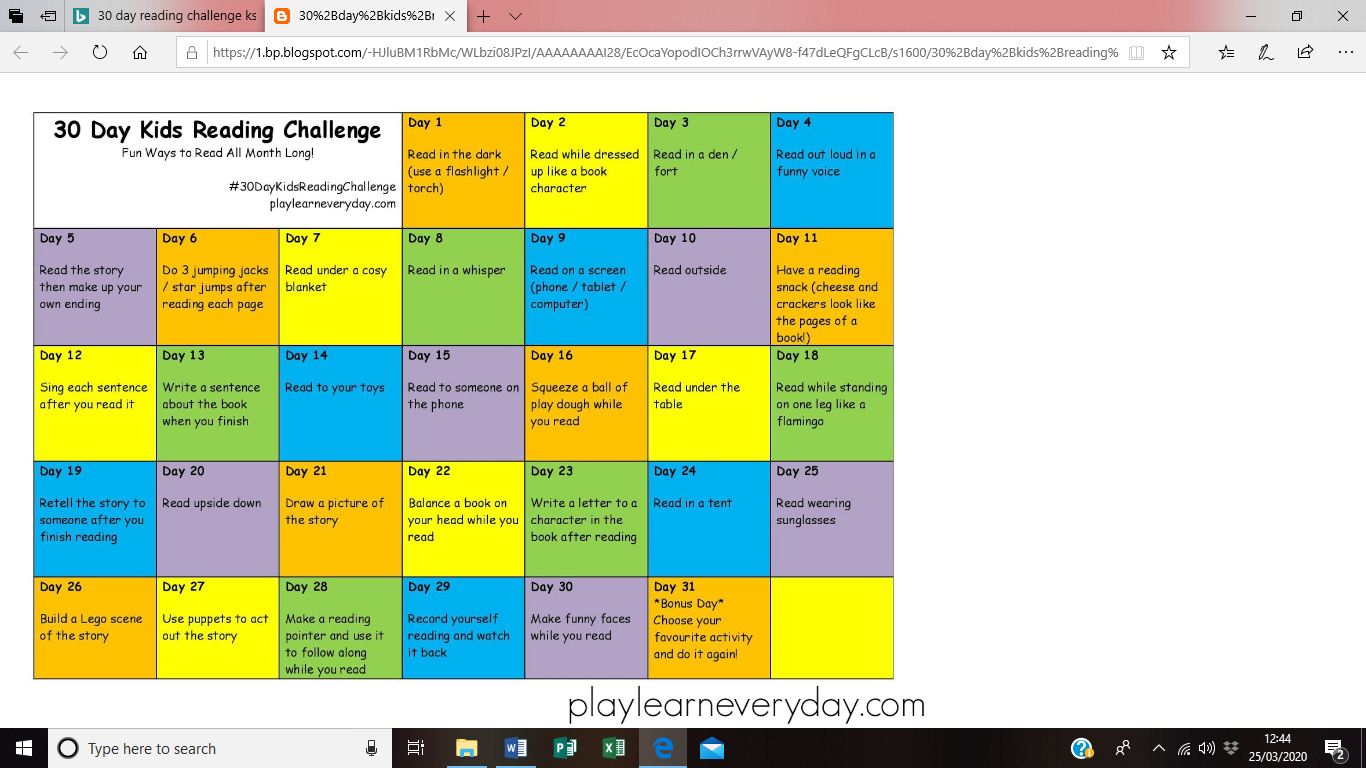 30 day reading challenge ks
30%2Bday%2Bkids%2Br
https://1.bp.blogspot.com/-HJluBM1RbMc/WLbzi08JPzI/AAAAAAAAI28/EcOcaYopodIOCh3rrwVAyW8-f47dLeQFgCLcB/s1600/30%2Bday%2Bkids%2Breading%
30 Day Kids Reading Challenge
Fun Ways to Read All Month Long!
#30DayKidsReadingChallenge
playlearneveryday.com
Day 1
Read in the dark
(use a flashlight /
torch)
Day 2
Read while dressed
up like a book
character
Day 3
Read in a den /
fort
Day 4
Read out loud in a
funny voice
Day 5
Read the story
then make up your
own ending
Day 6
Do 3 jumping jacks
/ star jumps after
reading each page
Day 7
Read under a cosy
blanket
Day 8
Read in a whisper
Day 9
Read on a screen
(phone / tablet /
computer)
Day 10
Read outside
Day 11
Have a reading
snack (cheese and
crackers look like
the pages of a
book!)
Day 12
Sing each sentence
after you read it
Day 13
Write a sentence
about the book
when you finish
Day 14
Read to your toys
Day 15
Read to someone on
the phone
Day 16
Squeeze a ball of
play dough while
you read
Day 17
Read under the
table
Day 18
Read while standing
on one leg like a
flamingo
Day 19
Retell the story to
someone after you
finish reading
Day 20
Read upside down
Day 21
Draw a picture of
the story
Day 22
Balance a book on
your head while you
read
Day 23
Write a letter to a
character in the
book after reading
Day 24
Read in a tent
Day 25
Read wearing
sunglasses
Day 26
Build a Lego scene
of the story
Day 27
Use puppets to act
out the story
Day 28
Make a reading
pointer and use it
to follow along
while you read
Day 29
Record yourself
reading and watch
it back
Day 30
Make funny faces
while you read
Day 31
*Bonus Day*
Choose your
favourite activity
and do it again!
playlearneveryday.com
Type here to search
12:44
25/03/2020
2